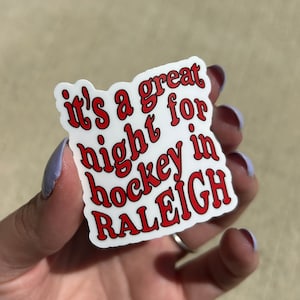 it's a great
night for
hockey in
RALEIGH